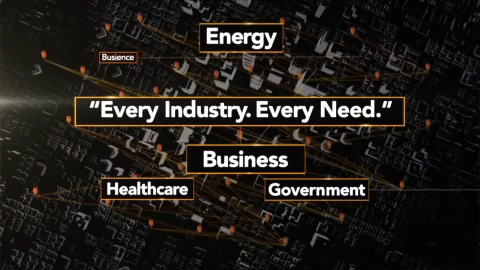 Energy
Busience
“Every Industry. Every Need.”
Business
Healthcare
Government